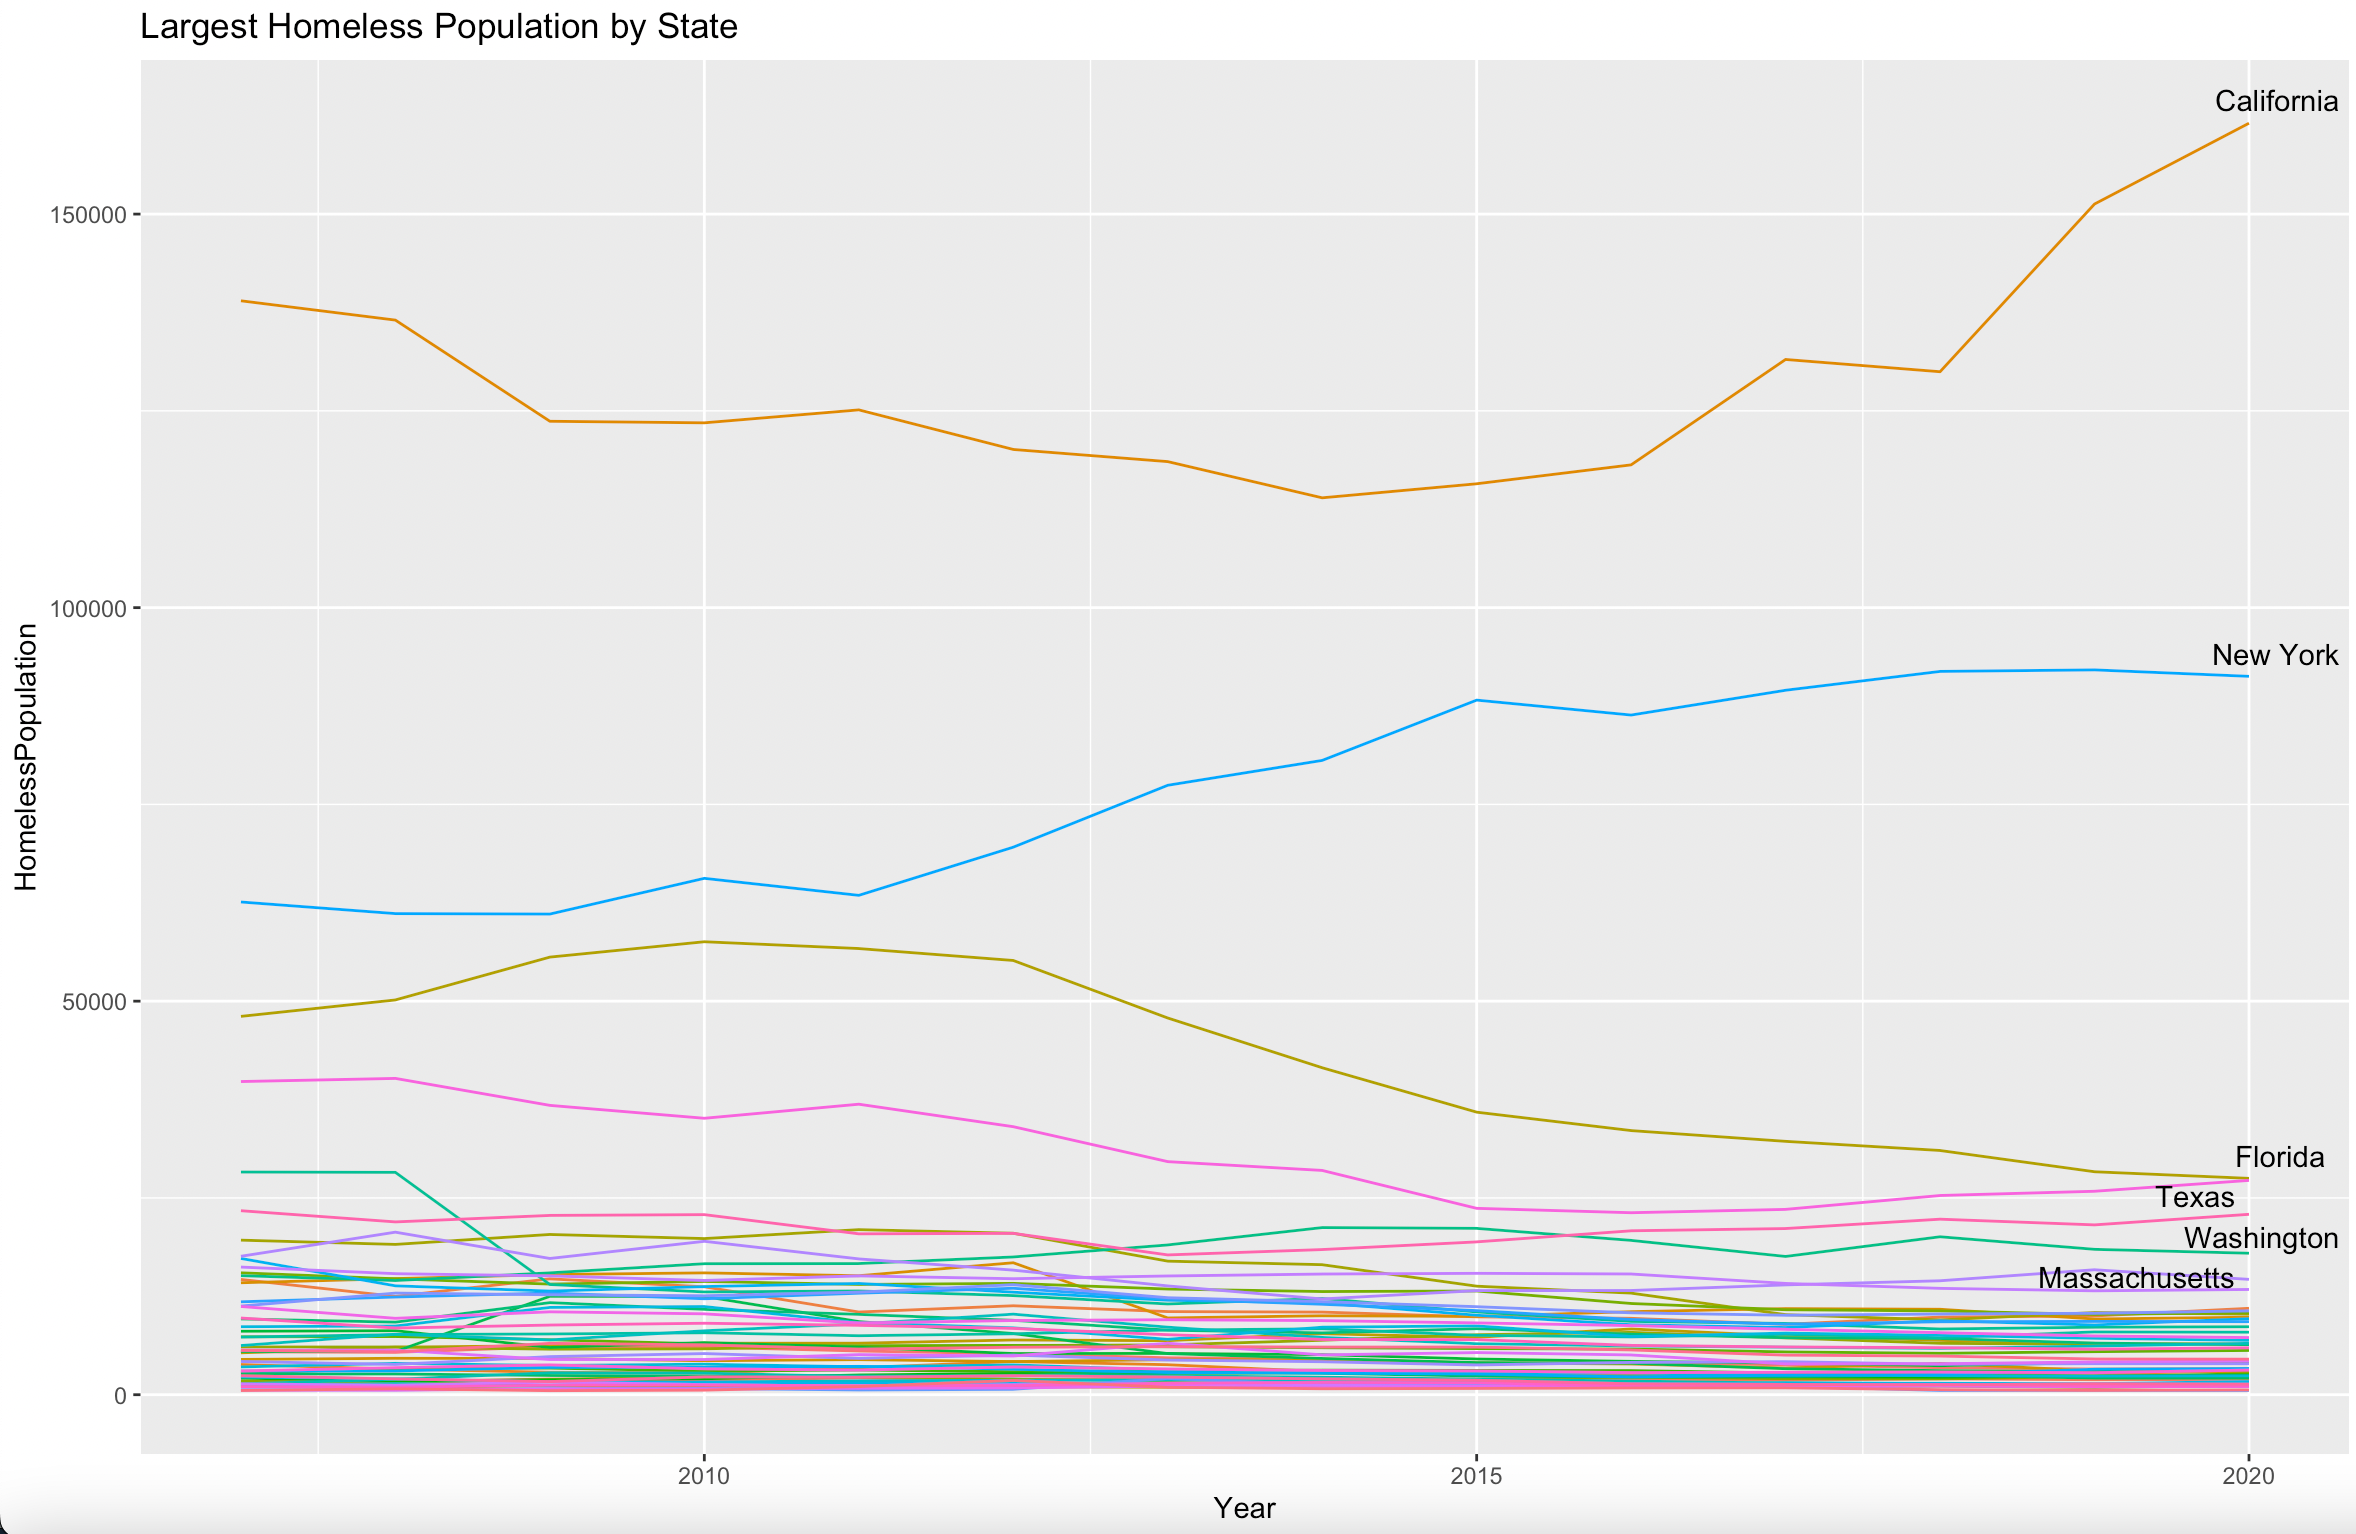 Largest Homeless Population by State
California
150000
100000
New York
HomelessPopulation
50000
Florida
Texas
Washington
Massachusetts
0
2010
2015
2020
Year